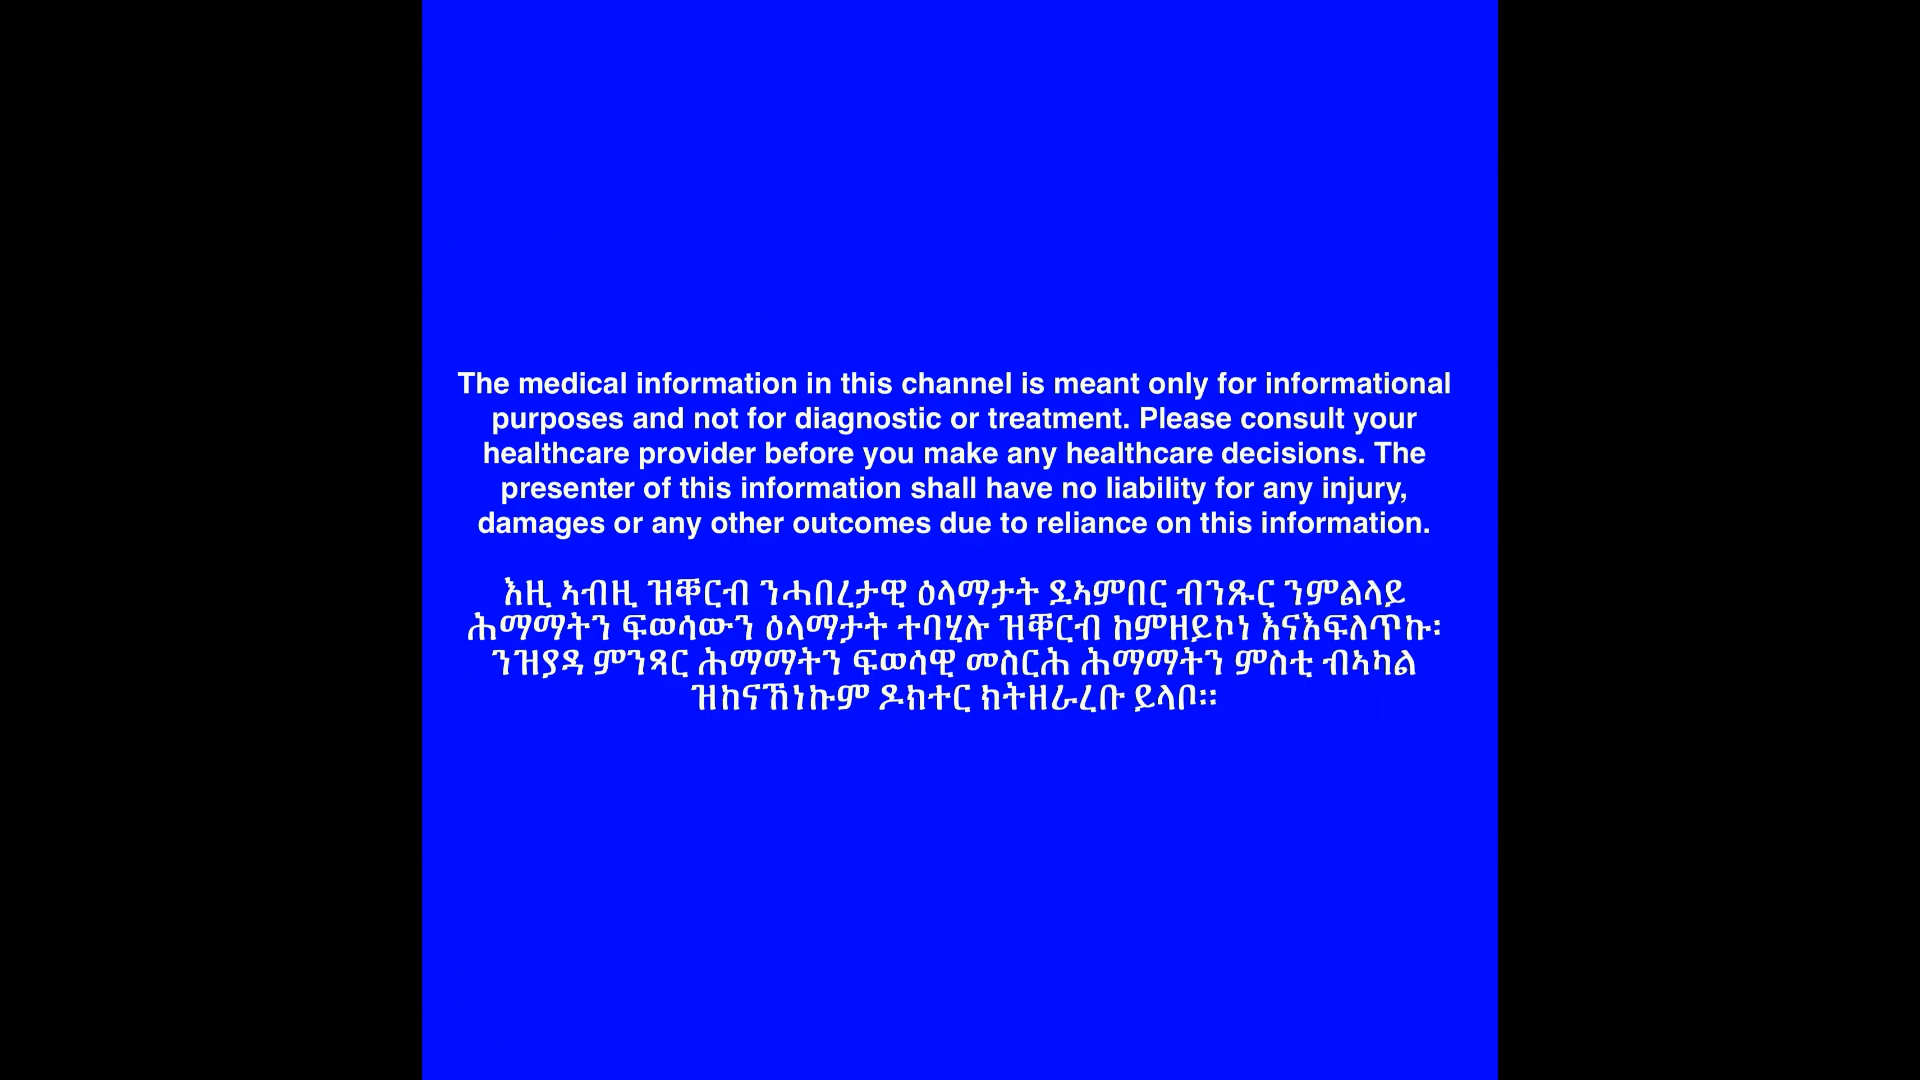 The medical information in this channel is meant only for informational
purposes and not for diagnostic or treatment. Please consult your
healthcare provider before you make any healthcare decisions. The
presenter of this information shall have no liability for any injury,
damages or any other outcomes due to reliance on this information.
እዚ ኣብዚ ዝቐርብ ንሓበረታዊ ዕላማታት ደኣምበር ብንጹር ንምልላይ
ሕማማትን ፍወሳውን ዕላማታት ተባሂሉ ዝቐርብ ከምዘይኮነ እናእፍለጥኩ፡
ንዝያዳ ምንጻር ሕማማትን ፍወሳዊ መስርሕ ሕማማትን ምስቲ ብኣካል
ዝከናኸነኩም ዶክተር ክትዘራረቡ ይላቦ፡፡